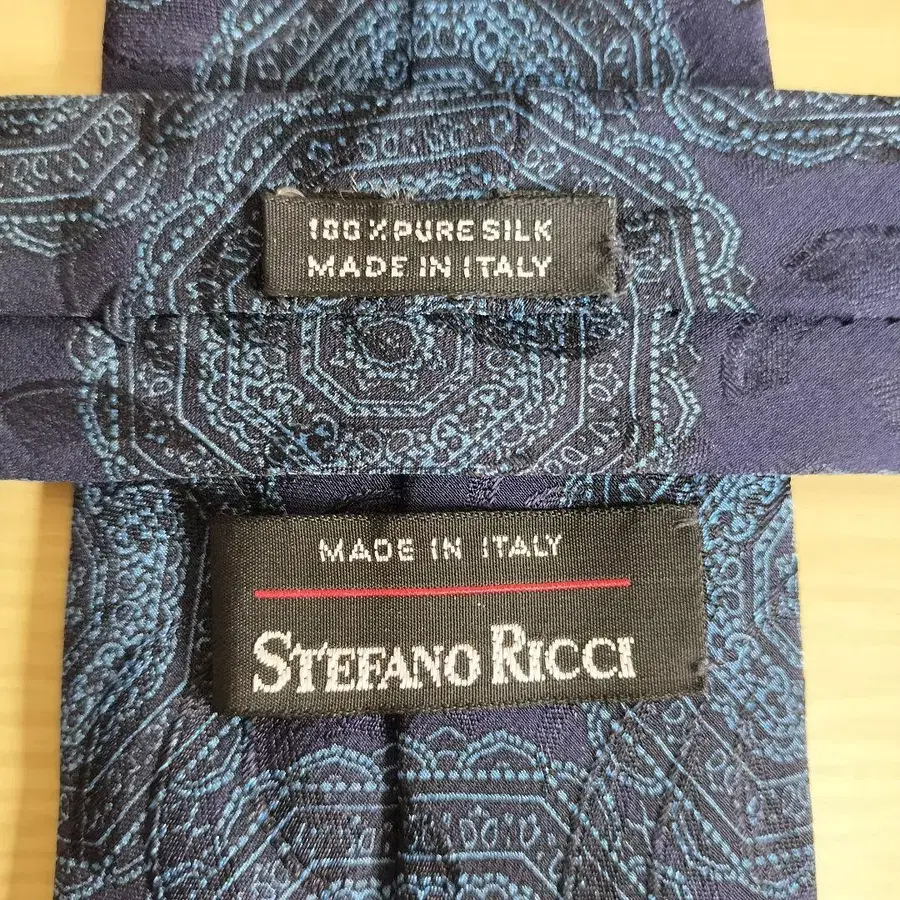 100% PURE SILK
MADE IN ITALY
MADE IN ITALY
STEFANO RICCI